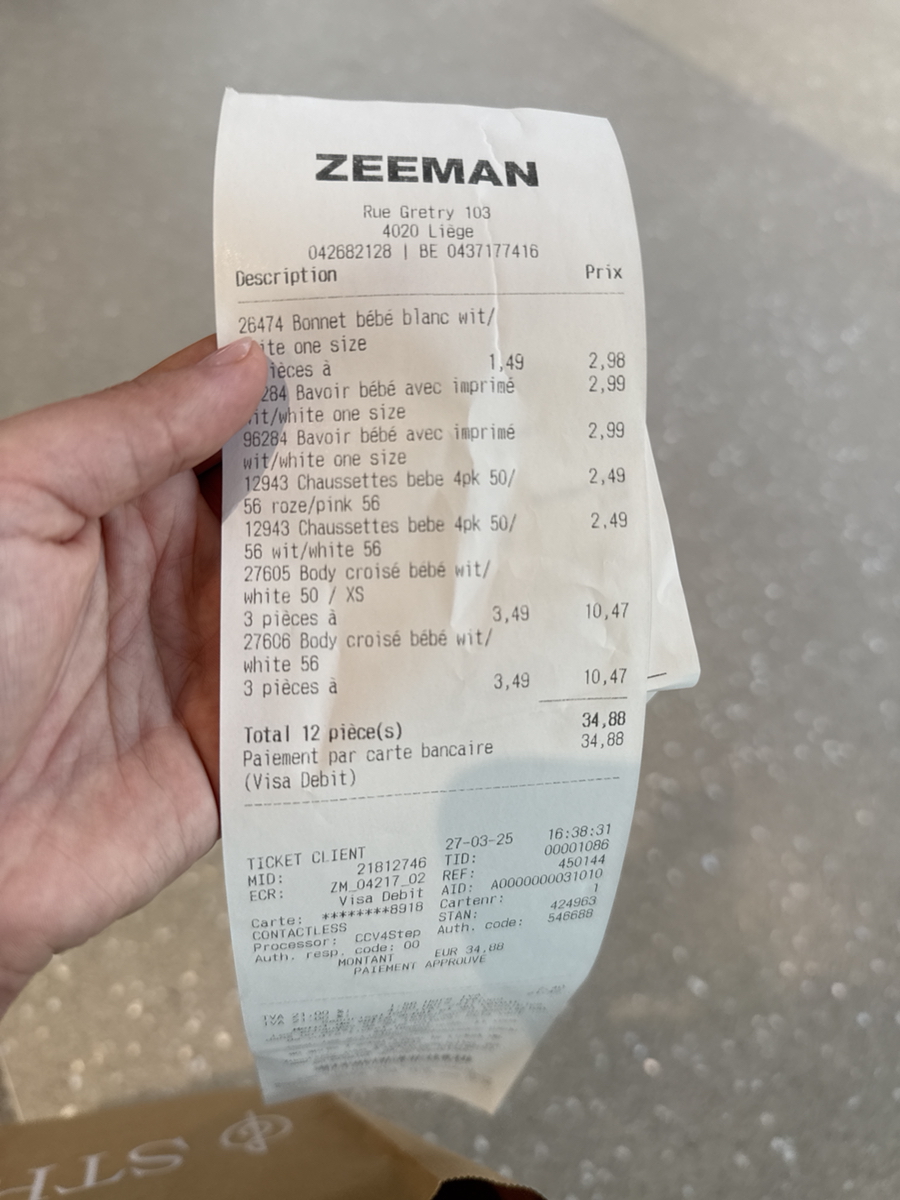 ZEEMAN
Rue Gretry 103
4020 Liège
042682128 | BE 0437177416
Description Prix
26474 Bonnet bébé blanc wit/
ite one size
ièces à 1,49 2,98
284 Bavoir bébé avec imprimé 2,99
it/white one size
96284 Bavoir bébé avec imprimé 2,99
wit/white one size
12943 Chaussettes bebe 4pk 50/ 2,49
56 roze/pink 56
12943 Chaussettes bebe 4pk 50/ 2,49
56 wit/white 56
27605 Body croisé bébé wit/
white 50 / XS
3 pièces à 3,49 10,47
27606 Body croisé bébé wit/
white 56
3 pièces à 3,49 10,47
Total 12 pièce(s) 34,88
Paiement par carte bancaire 34,88
(Visa Debit)
TICKET CLIENT 27-03-25 16:38:31
MID: 21812746 TID: 00001086
ECR: ZM_04217_02 REF: 450144
Visa Debit AID: A0000000031010
Carte: ********8918 Cartenr: 1
CONTACTLESS STAN: 424963
Processor: CCV4Step Auth. code: 546688
Auth. resp. code: 00
MONTANT EUR 34,88
PAIEMENT APPROUVÉ
TVA 21:00 %: